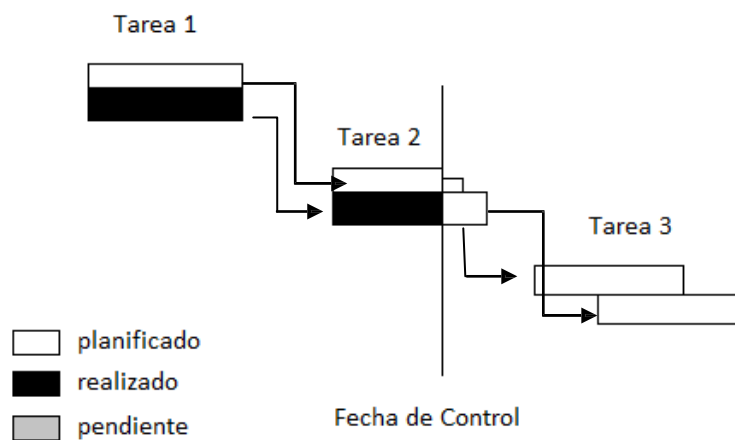 Tarea 1
Tarea 2
Tarea 3
planificado
realizado
pendiente
Fecha de Control